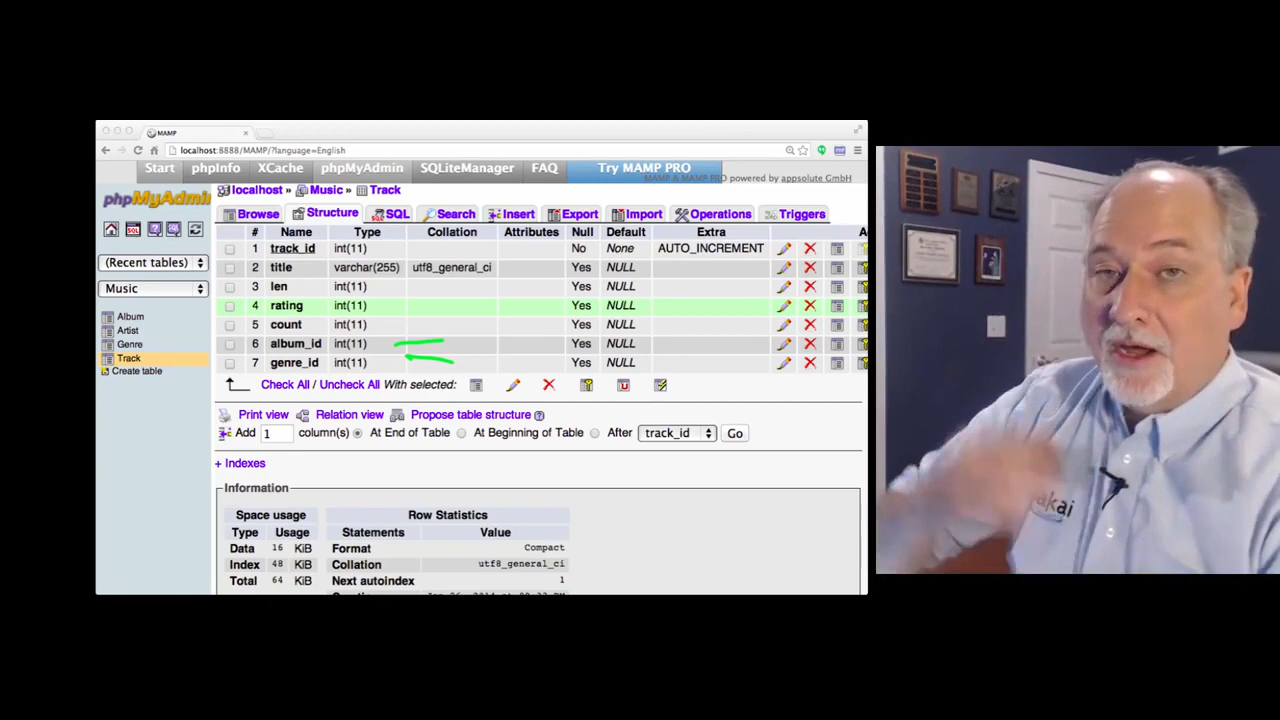 MAMP
localhost:8888/MAMP/?language=English
Start phpInfo XCache phpMyAdmin SQLiteManager FAQ Try MAMP PRO
MAMP & MAMP PRO powered by appsolute GmbH
phpMyAdmin
localhost » Music » Track
Browse Structure SQL Search Insert Export Import Operations Triggers
# Name Type Collation Attributes Null Default Extra
1 track_id int(11) No None AUTO_INCREMENT
2 title varchar(255) utf8_general_ci Yes NULL
3 len int(11) Yes NULL
4 rating int(11) Yes NULL
5 count int(11) Yes NULL
6 album_id int(11) Yes NULL
7 genre_id int(11) Yes NULL
(Recent tables)
Music
Album
Artist
Genre
Track
Create table
Check All / Uncheck All With selected:
Print view Relation view Propose table structure
Add 1 column(s) At End of Table At Beginning of Table After track_id Go
+ Indexes
Information
Space usage Row Statistics
Type Usage Statements Value
Data 16 KiB Format Compact
Index 48 KiB Collation utf8_general_ci
Total 64 KiB Next autoindex 1
akai